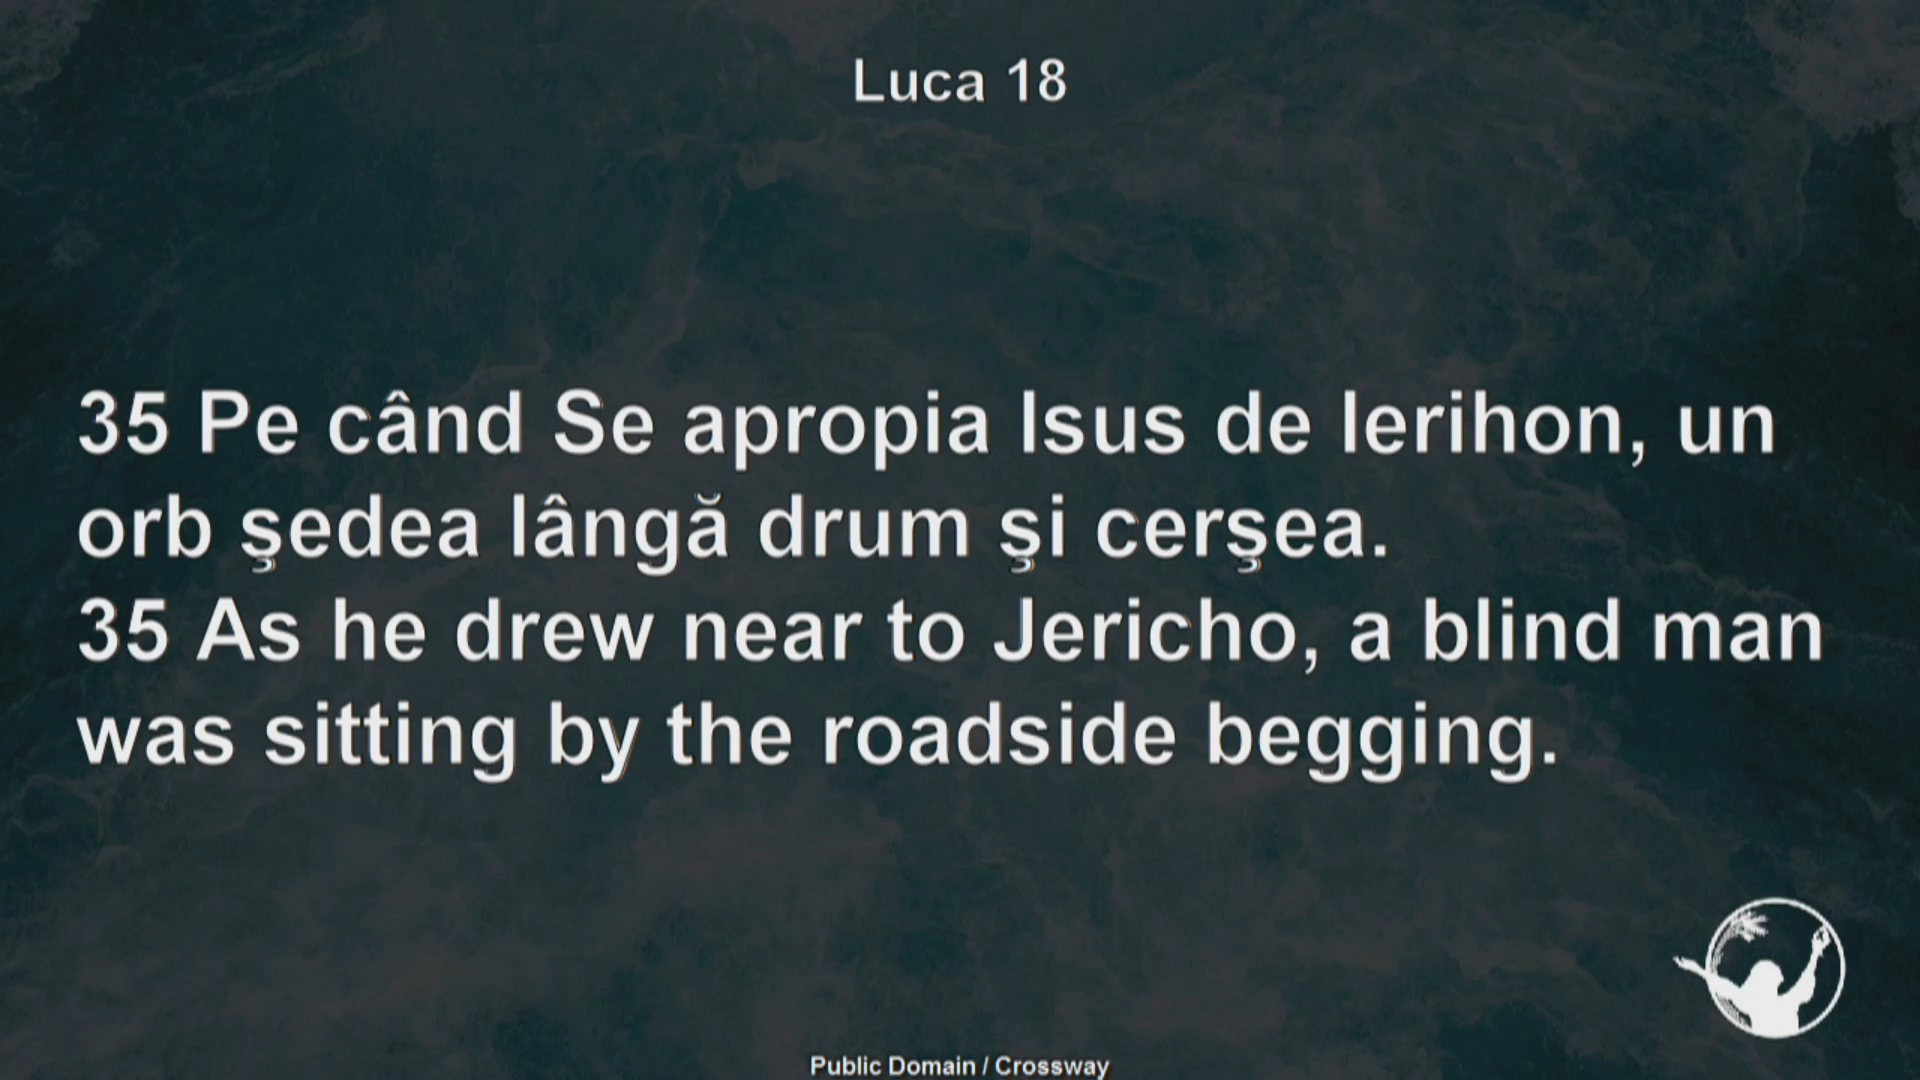 Luca 18
35 Pe când Se apropia Isus de Ierihon, un
orb şedea lângă drum şi cerşea.
35 As he drew near to Jericho, a blind man
was sitting by the roadside begging.
Public Domain / Crossway